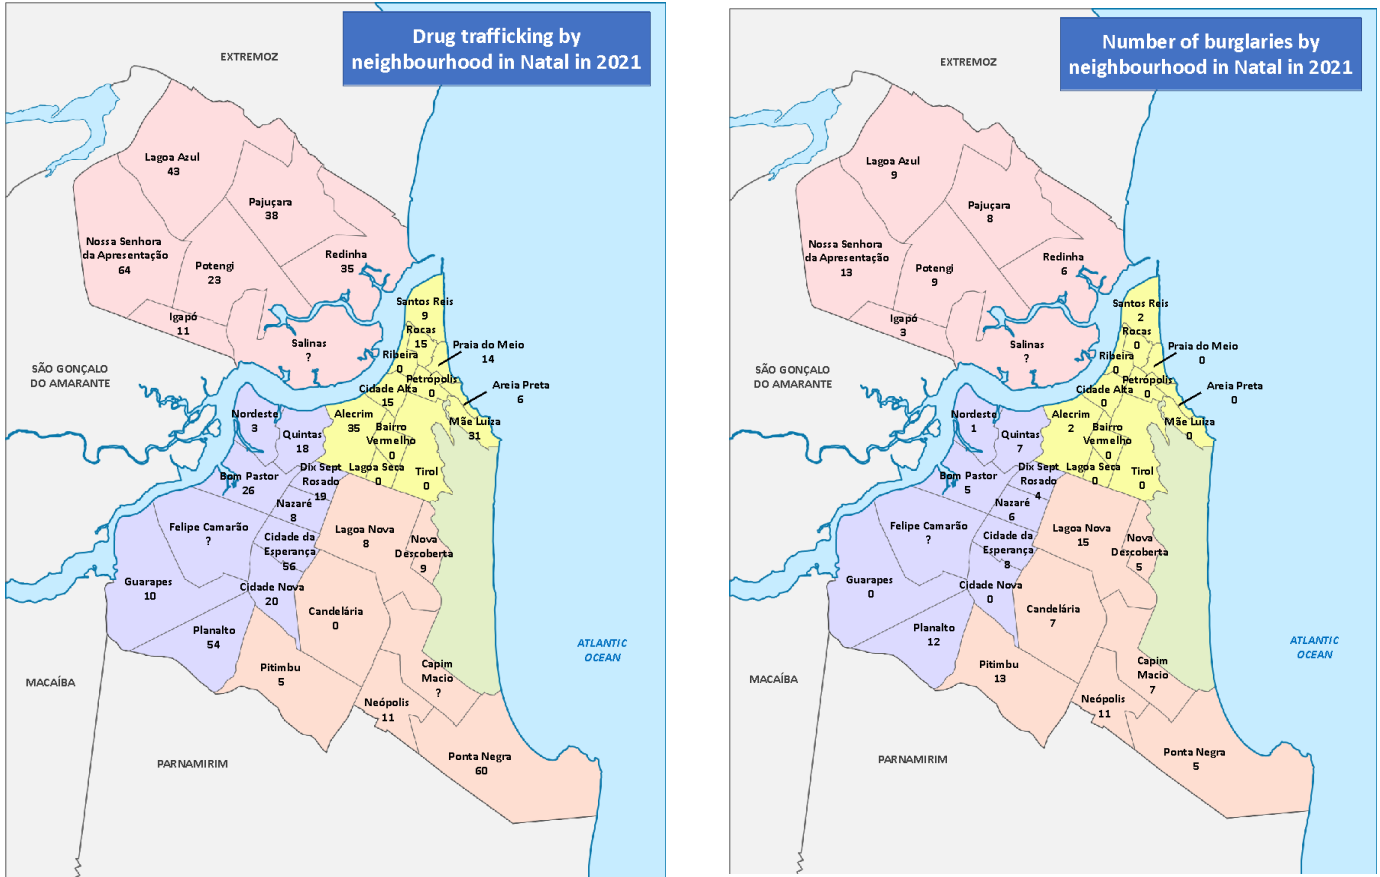 Drug trafficking by
neighbourhood in Natal in 2021
EXTREMOZ
Lagoa Azul
43
Pajuçara
38
Nossa Senhora
da Apresentação
64
Potengi
23
Redinha
35
Igapó
11
Salinas
?
Santos Reis
9
Rocas
15
Praia do Meio
14
Ribeira
0
Petrópolis
0
Areia Preta
6
Cidade Alta
15
Mãe Luiza
31
SÃO GONÇALO
DO AMARANTE
Nordeste
3
Quintas
18
Alecrim
35
Bairro
Vermelho
0
Lagoa Seca
0
Tirol
0
Bom Pastor
26
Dix Sept
Rosado
19
Nazaré
8
Felipe Camarão
?
Cidade da
Esperança
56
Lagoa Nova
8
Nova
Descoberta
9
Guarapes
10
Cidade Nova
20
Candelária
0
Planalto
54
Pitimbu
5
Capim
Macio
?
Neópolis
11
Ponta Negra
60
ATLANTIC
OCEAN
MACAÍBA
PARNAMIRIM
Number of burglaries by
neighbourhood in Natal in 2021
EXTREMOZ
Lagoa Azul
9
Pajuçara
8
Nossa Senhora
da Apresentação
13
Potengi
9
Redinha
6
Igapó
3
Salinas
?
Santos Reis
2
Rocas
0
Praia do Meio
0
Ribeira
0
Petrópolis
0
Areia Preta
0
Cidade Alta
0
Mãe Luiza
0
SÃO GONÇALO
DO AMARANTE
Nordeste
1
Quintas
7
Alecrim
2
Bairro
Vermelho
0
Lagoa Seca
0
Tirol
0
Bom Pastor
5
Dix Sept
Rosado
4
Nazaré
6
Felipe Camarão
?
Cidade da
Esperança
8
Lagoa Nova
15
Nova
Descoberta
5
Guarapes
0
Cidade Nova
0
Candelária
7
Planalto
12
Pitimbu
13
Capim
Macio
7
Neópolis
11
Ponta Negra
5
ATLANTIC
OCEAN
MACAÍBA
PARNAMIRIM